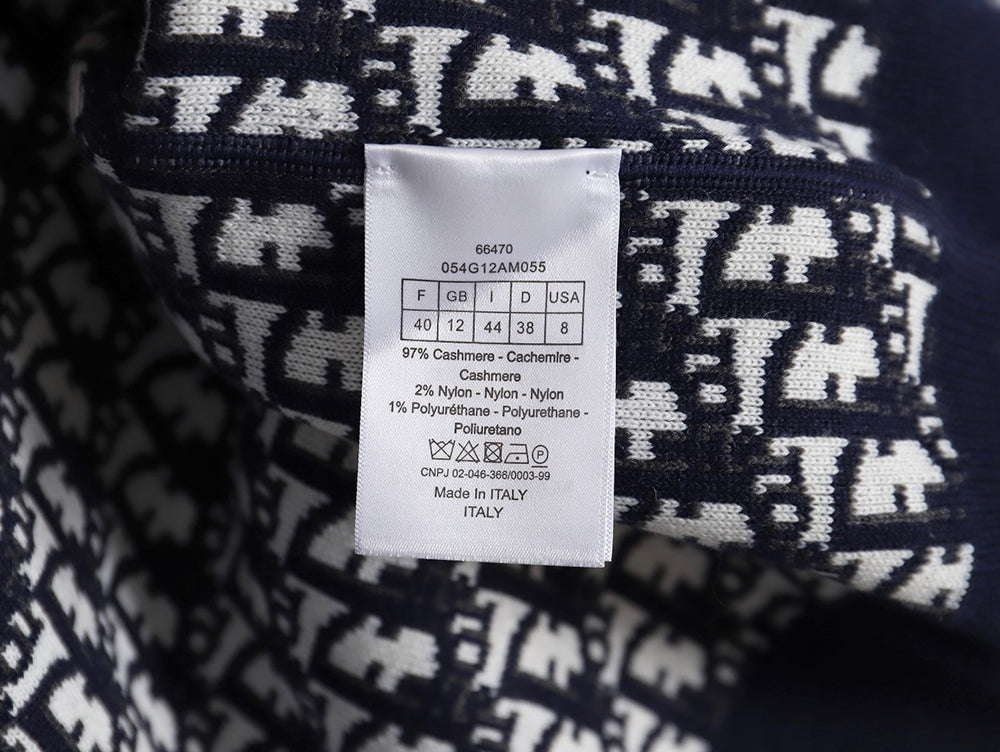 66470
054G12AM055
F GB I D USA
40 12 44 38 8
97% Cashmere - Cachemire -
Cashmere
2% Nylon - Nylon - Nylon
1% Polyuréthane - Polyurethane -
Poliuretano
P
CNPJ 02-046-366/0003-99
Made In ITALY
ITALY